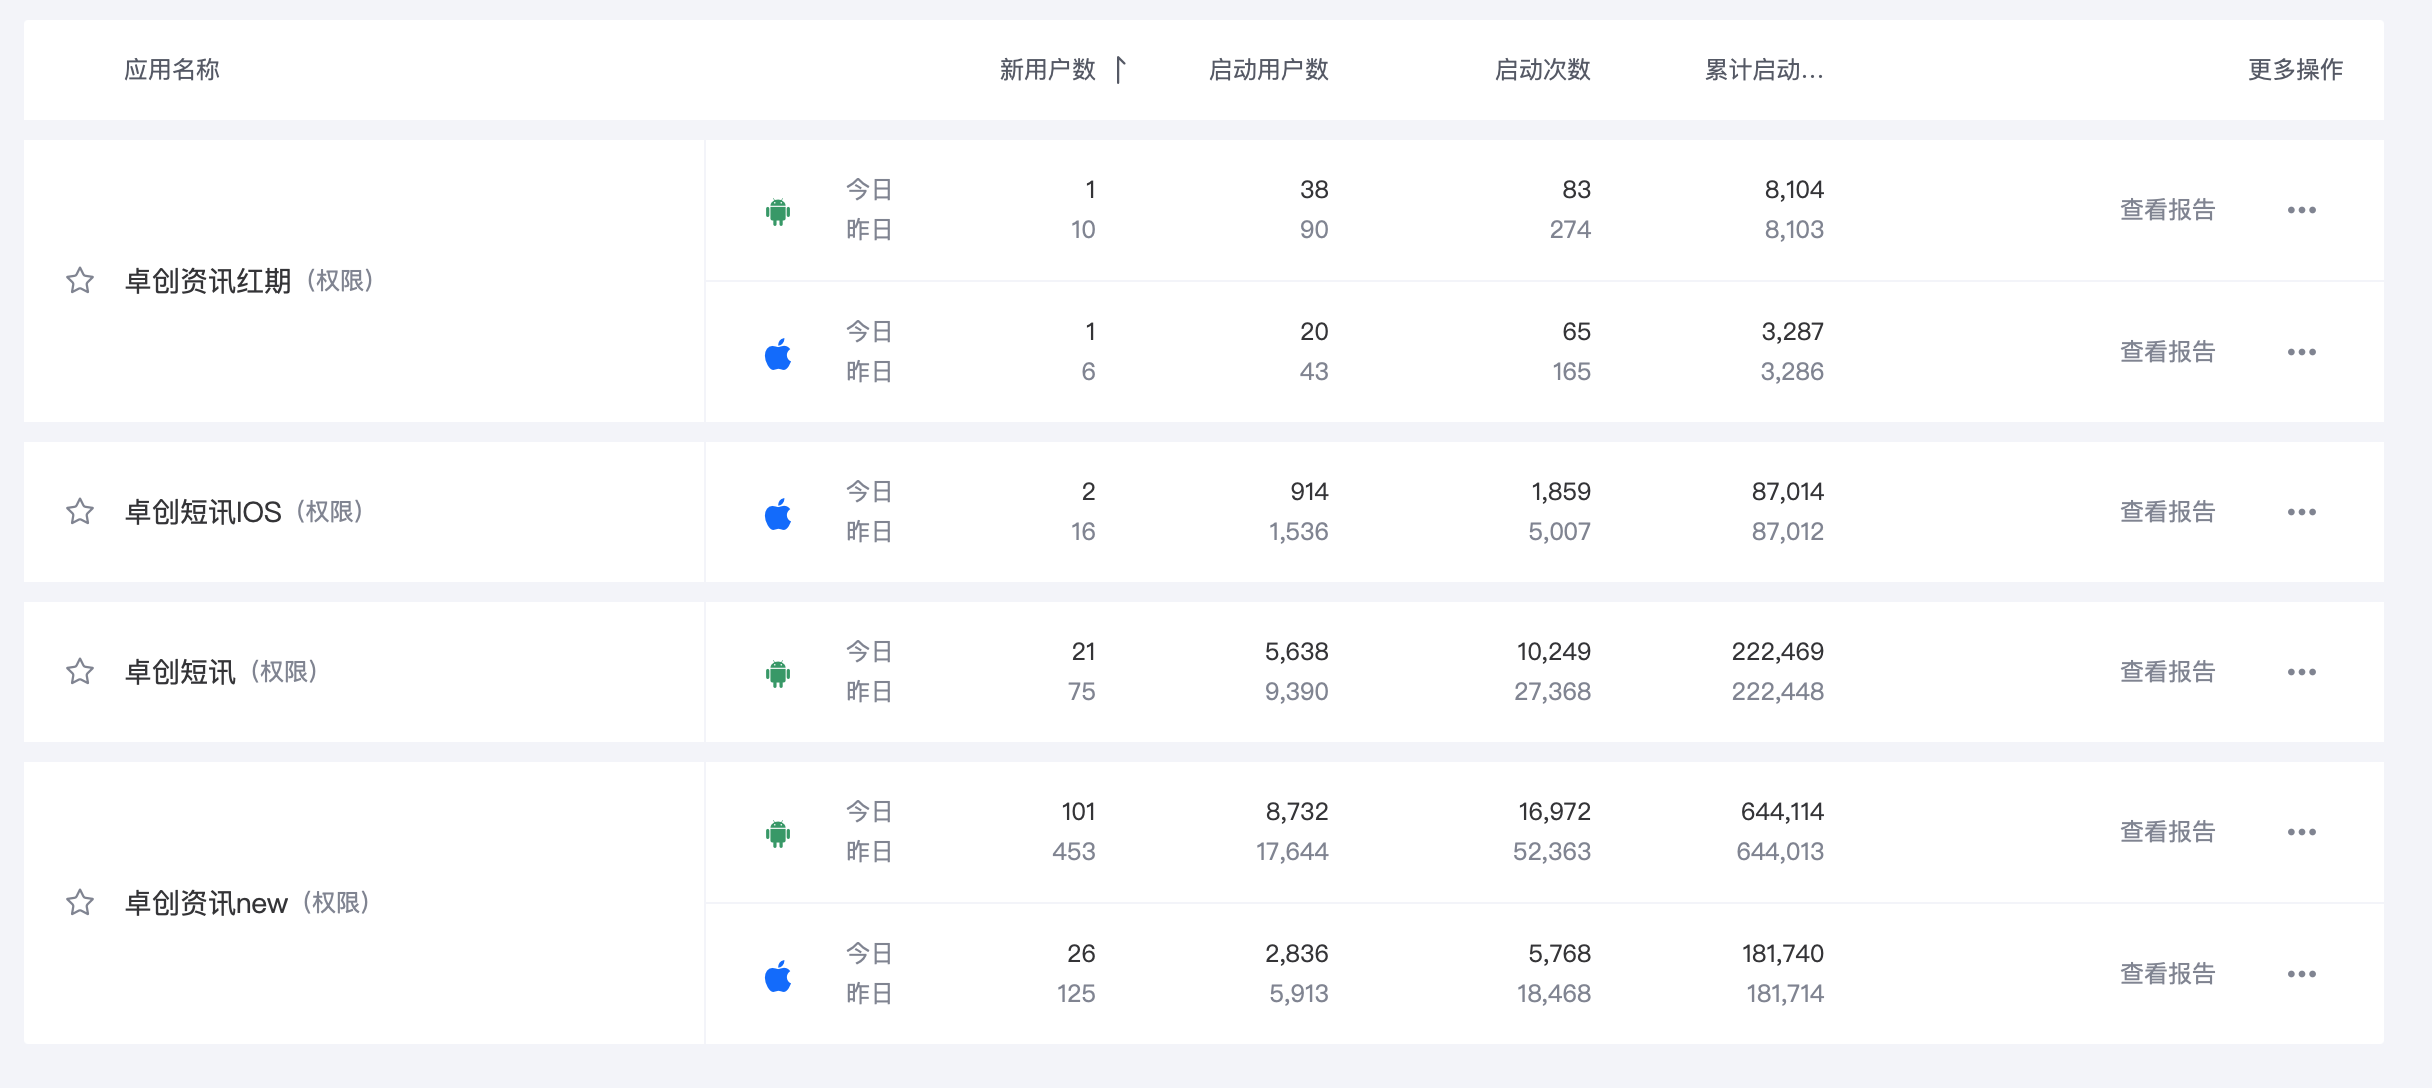 应用名称 新用户数 启动用户数 启动次数 累计启动... 更多操作
今日 1 38 83 8,104
昨日 10 90 274 8,103
查看报告
卓创资讯红期（权限）
今日 1 20 65 3,287
昨日 6 43 165 3,286
查看报告
今日 2 914 1,859 87,014
卓创短讯IOS（权限） 查看报告
昨日 16 1,536 5,007 87,012
今日 21 5,638 10,249 222,469
卓创短讯（权限） 查看报告
昨日 75 9,390 27,368 222,448
今日 101 8,732 16,972 644,114
昨日 453 17,644 52,363 644,013
查看报告
卓创资讯new（权限）
今日 26 2,836 5,768 181,740
昨日 125 5,913 18,468 181,714
查看报告